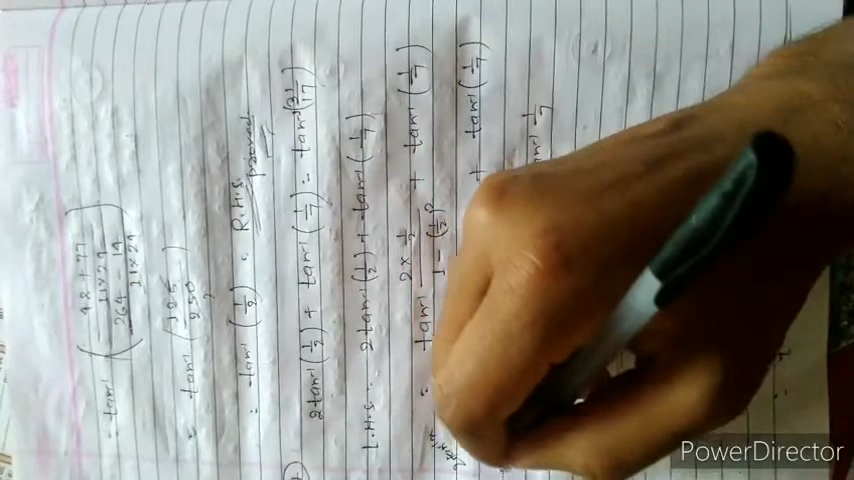 = tan⁻¹ ( (48 + 77)/(11×24) / (264 - 14)/(11×24) )
= tan⁻¹ ( 125/250 )
= tan⁻¹ ( 1/2 ) = R.H.S. proved
2tan⁻¹(1/2) + tan⁻¹(1/7) = tan⁻¹(31/17)
L.H.S. = 2tan⁻¹(1/2) + tan⁻¹(1/7)
= tan⁻¹ (2×1/2)/(1-(1/2)²) + tan⁻¹(1/7)
+ tan⁻¹(1/7)
1/7
PowerDirector